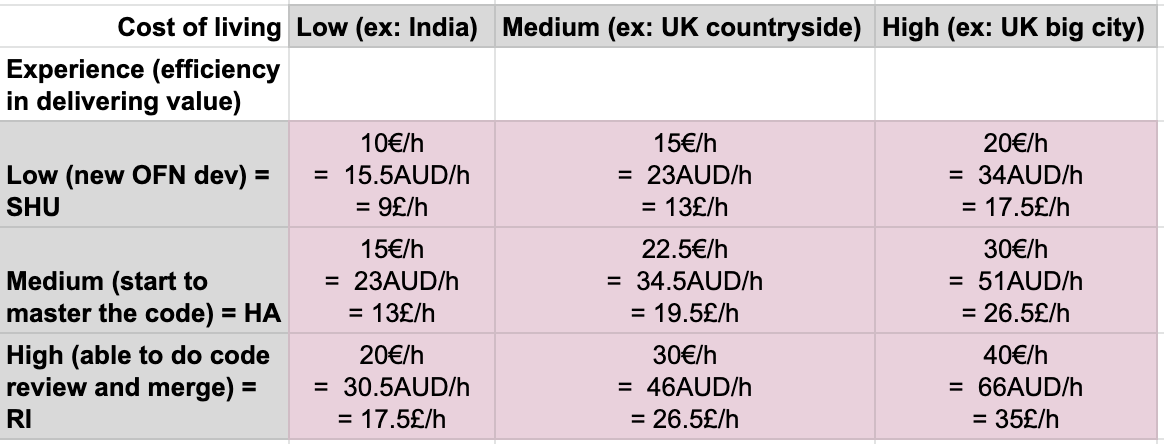 Cost of living Low (ex: India) Medium (ex: UK countryside) High (ex: UK big city)
Experience (efficiency
in delivering value)
Low (new OFN dev) =
SHU
10€/h
= 15.5AUD/h
= 9£/h
15€/h
= 23AUD/h
= 13£/h
20€/h
= 34AUD/h
= 17.5£/h
Medium (start to
master the code) = HA
15€/h
= 23AUD/h
= 13£/h
22.5€/h
= 34.5AUD/h
= 19.5£/h
30€/h
= 51AUD/h
= 26.5£/h
High (able to do code
review and merge) =
RI
20€/h
= 30.5AUD/h
= 17.5£/h
30€/h
= 46AUD/h
= 26.5£/h
40€/h
= 66AUD/h
= 35£/h